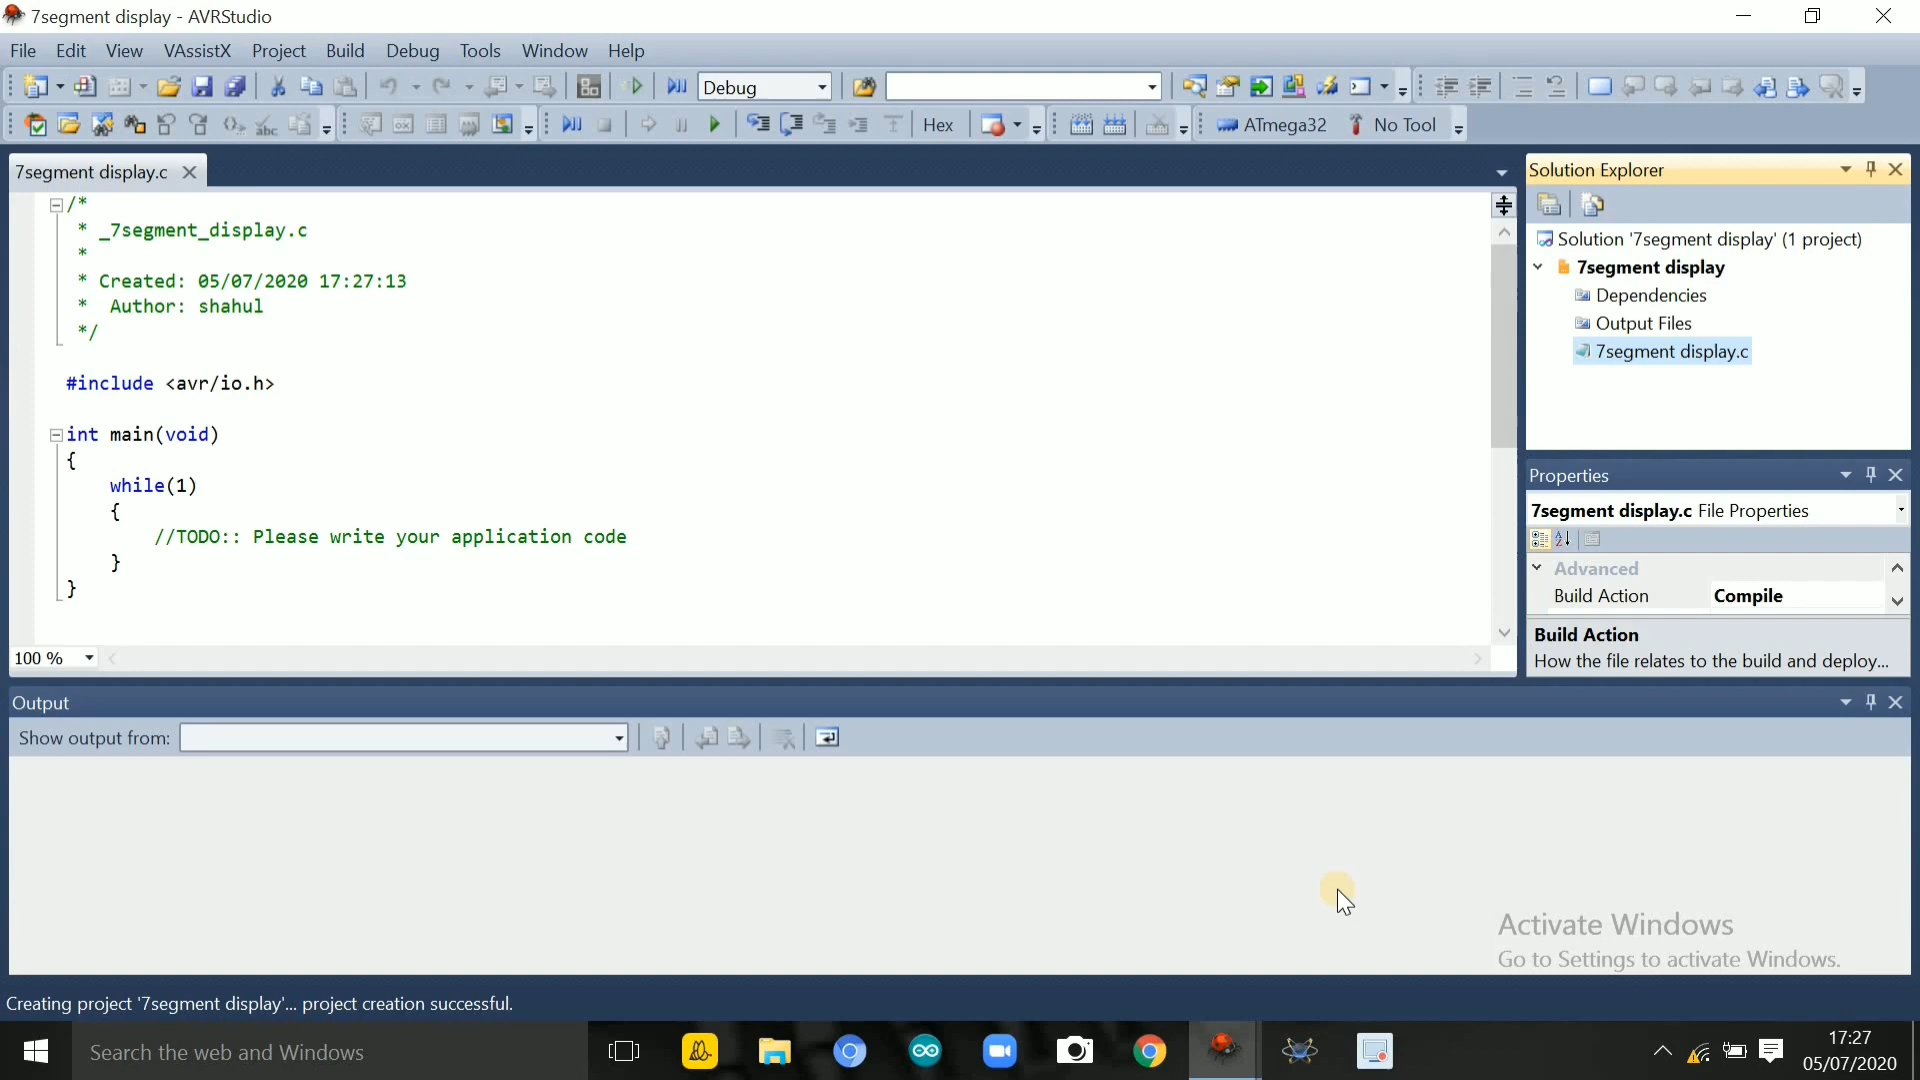 7segment display - AVRStudio
File Edit View VAssistX Project Build Debug Tools Window Help
Debug
Hex ATmega32 No Tool
7segment display.c
/*
* _7segment_display.c
*
* Created: 05/07/2020 17:27:13
* Author: shahul
*/
#include <avr/io.h>
int main(void)
{
while(1)
{
//TODO:: Please write your application code
}
}
100 %
Solution Explorer
Solution '7segment display' (1 project)
7segment display
Dependencies
Output Files
7segment display.c
Properties
7segment display.c File Properties
Advanced
Build Action Compile
Build Action
How the file relates to the build and deploy...
Output
Show output from:
Activate Windows
Go to Settings to activate Windows.
Creating project '7segment display'... project creation successful.
Search the web and Windows
17:27
05/07/2020